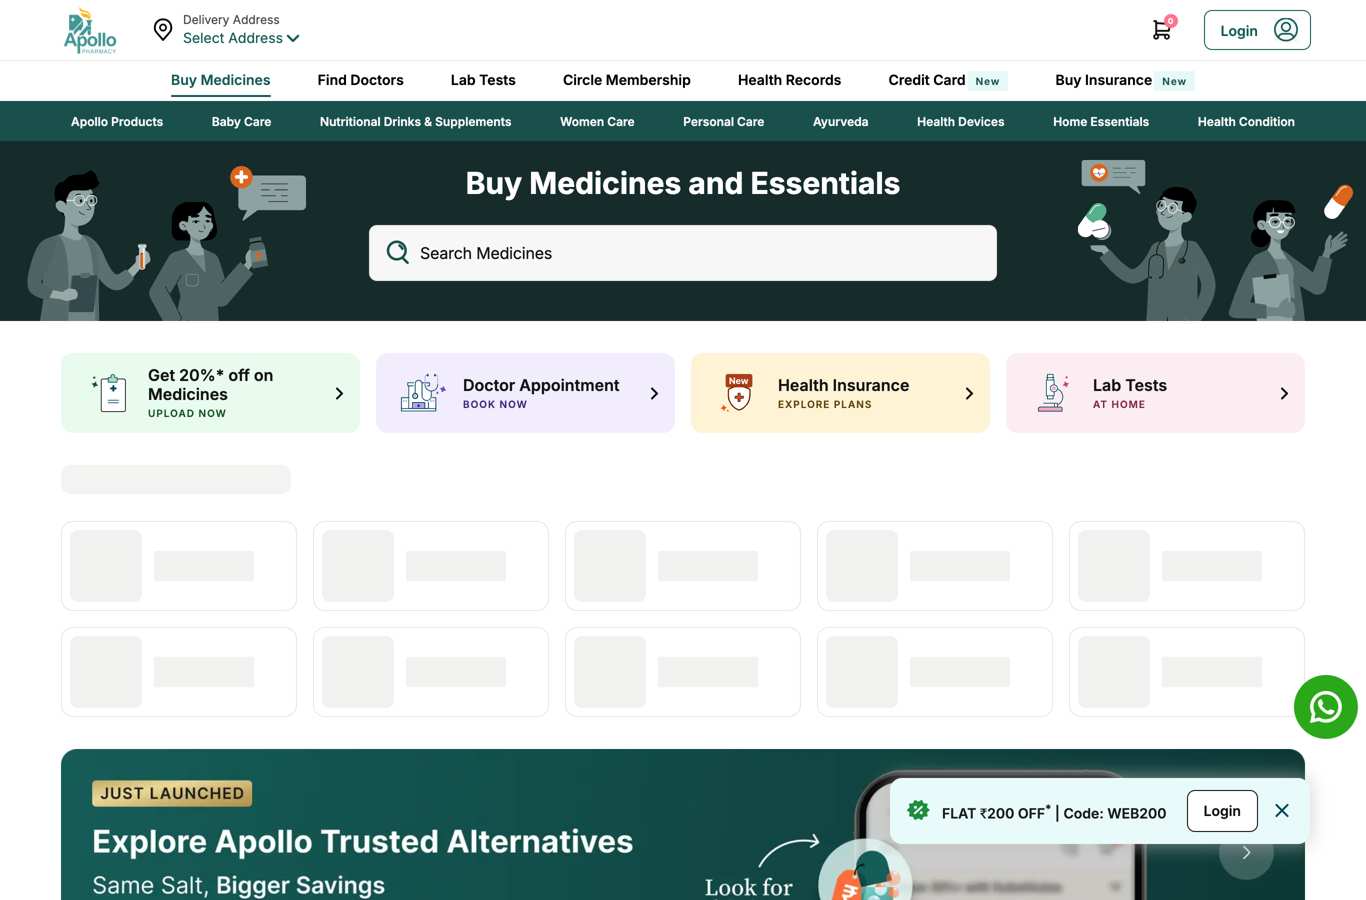 Apollo
PHARMACY
Delivery Address
Select Address
0
Login
Buy Medicines
Find Doctors
Lab Tests
Circle Membership
Health Records
Credit Card New
Buy Insurance New
Apollo Products
Baby Care
Nutritional Drinks & Supplements
Women Care
Personal Care
Ayurveda
Health Devices
Home Essentials
Health Condition
Buy Medicines and Essentials
Search Medicines
Get 20%* off on
Medicines
UPLOAD NOW
Doctor Appointment
BOOK NOW
New
Health Insurance
EXPLORE PLANS
Lab Tests
AT HOME
JUST LAUNCHED
Explore Apollo Trusted Alternatives
Same Salt, Bigger Savings
Look for
FLAT ₹200 OFF* | Code: WEB200
Login